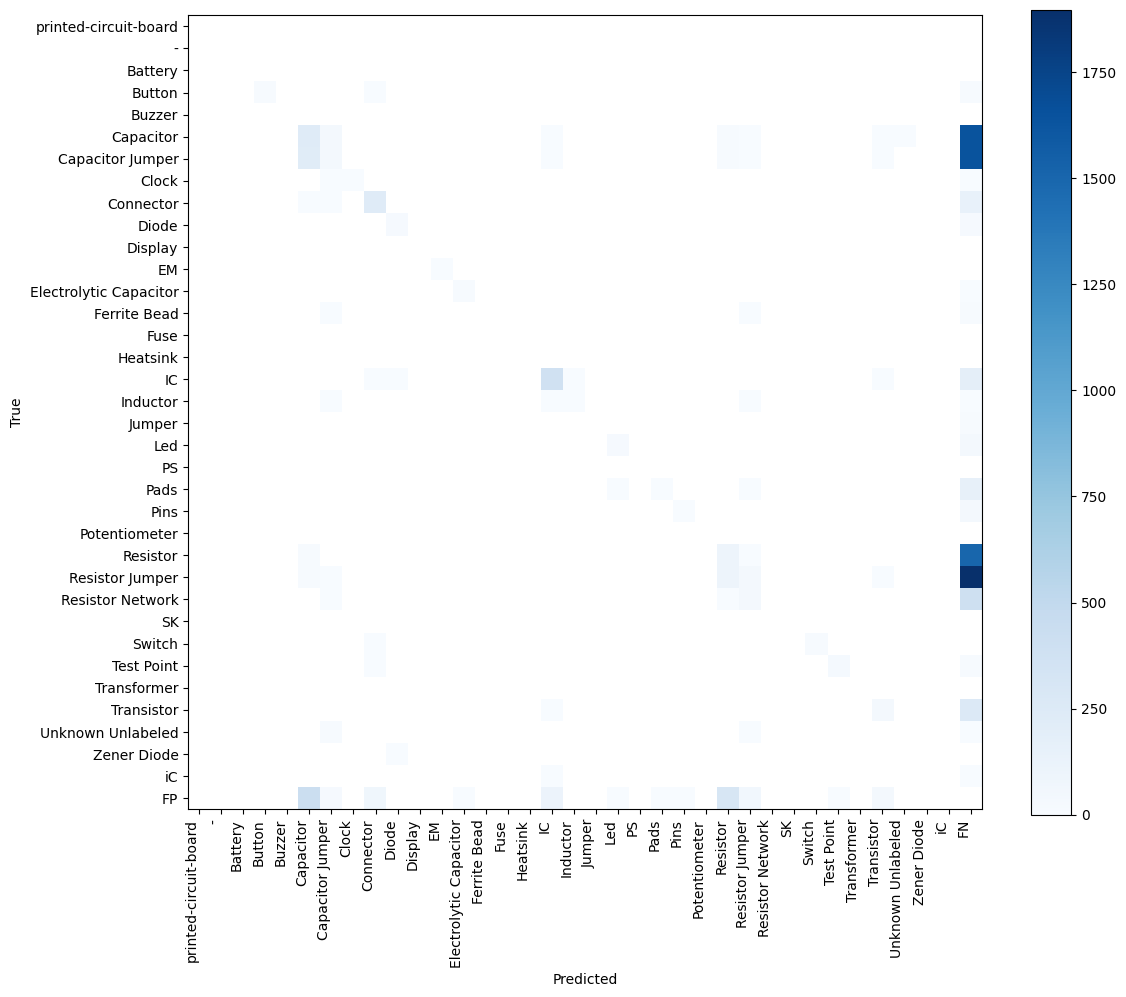 printed-circuit-board
-
Battery
Button
Buzzer
Capacitor
Capacitor Jumper
Clock
Connector
Diode
Display
EM
Electrolytic Capacitor
Ferrite Bead
Fuse
Heatsink
IC
Inductor
Jumper
Led
PS
Pads
Pins
Potentiometer
Resistor
Resistor Jumper
Resistor Network
SK
Switch
Test Point
Transformer
Transistor
Unknown Unlabeled
Zener Diode
iC
FP
True
printed-circuit-board
-
Battery
Button
Buzzer
Capacitor
Capacitor Jumper
Clock
Connector
Diode
Display
EM
Electrolytic Capacitor
Ferrite Bead
Fuse
Heatsink
IC
Inductor
Jumper
Led
PS
Pads
Pins
Potentiometer
Resistor
Resistor Jumper
Resistor Network
SK
Switch
Test Point
Transformer
Transistor
Unknown Unlabeled
Zener Diode
iC
FN
Predicted
1750
1500
1250
1000
750
500
250
0